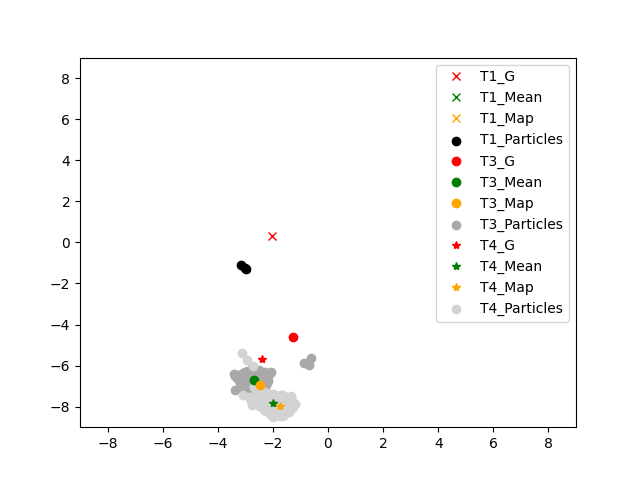 8
6
4
2
0
−2
−4
−6
−8
−8 −6 −4 −2 0 2 4 6 8
T1_G
T1_Mean
T1_Map
T1_Particles
T3_G
T3_Mean
T3_Map
T3_Particles
T4_G
T4_Mean
T4_Map
T4_Particles